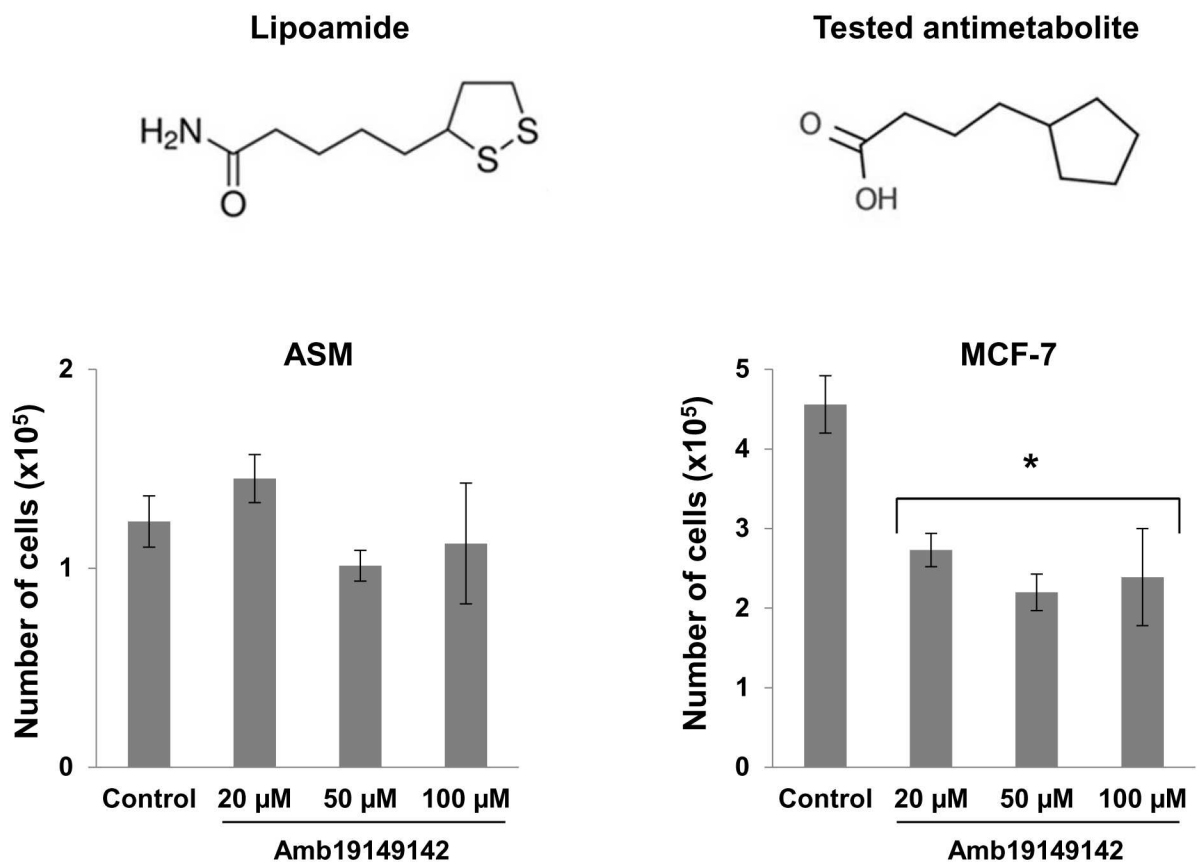 Lipoamide
Tested antimetabolite
H₂N
O
S
S
O
OH
ASM
Number of cells (x10⁵)
2
1
0
Control
20 µM
50 µM
100 µM
Amb19149142
MCF-7
Number of cells (x10⁵)
5
4
3
2
1
0
*
Control
20 µM
50 µM
100 µM
Amb19149142